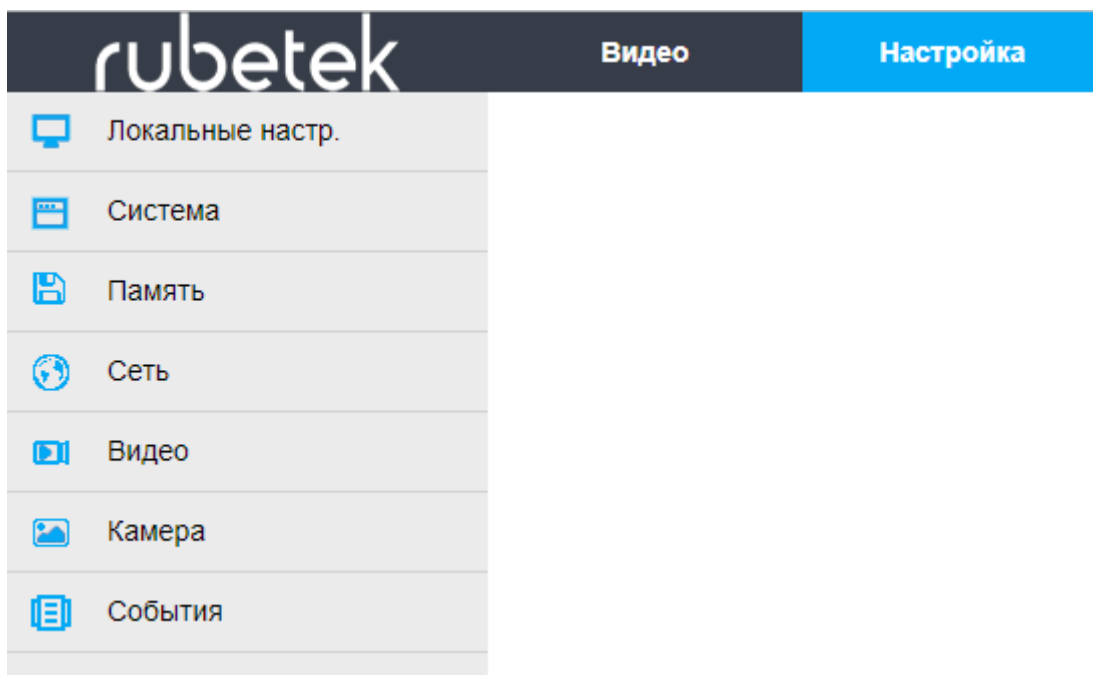 rubetek Видео Настройка
Локальные настр.
Система
Память
Сеть
Видео
Камера
События